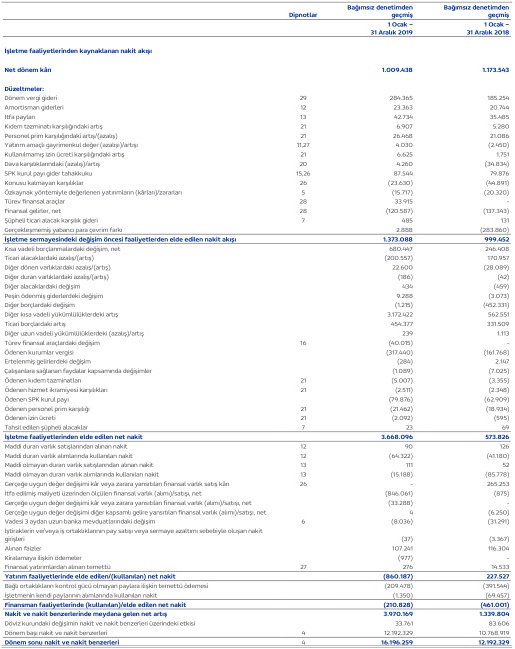 Bağımsız denetimden Bağımsız denetimden
Dipnotlar geçmiş geçmiş
1 Ocak – 1 Ocak –
31 Aralık 2019 31 Aralık 2018
İşletme faaliyetlerinden kaynaklanan nakit akışı
Net dönem kârı 1.009.438 1.173.543
Düzeltmeler:
Dönem vergi gideri 29 284.365 185.254
Amortisman giderleri 12 23.363 20.744
İtfa payları 13 42.734 35.485
Kıdem tazminatı karşılığındaki artış 21 6.907 5.280
Personel prim karşılığındaki artış/(azalış) 21 26.468 21.086
Yatırım amaçlı gayrimenkul değer (azalışı)/artışı 11,27 4.030 (2.450)
Kullanılmamış izin ücreti karşılığındaki artış 21 6.625 1.751
Dava karşılıklarındaki (azalış)/artış 20 4.260 (34.834)
SPK kurul payı gider tahakkuku 15,26 87.544 79.876
Konusu kalmayan karşılıklar 26 (23.630) (44.891)
Özkaynak yöntemiyle değerlenen yatırımların (kârları)/zararları 5 (15.717) (20.320)
Türev finansal araçlar 28 33.915 -
Finansal gelirler, net 28 (120.587) (137.343)
Şüpheli ticari alacak karşılık gideri 7 485 131
Gerçekleşmemiş yabancı para çevrim farkı 2.888 (283.860)
İşletme sermayesindeki değişim öncesi faaliyetlerden elde edilen nakit akışı 1.373.088 999.452
Kısa vadeli borçlanmalardaki değişim, net 680.447 246.408
Ticari alacaklardaki azalış/(artış) (200.557) 170.957
Diğer dönen varlıklardaki azalış/(artış) 22.600 (28.089)
Diğer duran varlıklardaki azalış/(artış) (186) (42)
Diğer alacaklardaki değişim 434 (459)
Peşin ödenmiş giderlerdeki değişim 9.288 (3.073)
Diğer borçlardaki değişim (1.215) (452.331)
Diğer kısa vadeli yükümlülüklerdeki artış 3.172.422 562.551
Ticari borçlardaki artış 454.377 331.509
Diğer uzun vadeli yükümlülüklerdeki (azalış)/artış 239 1.113
Türev finansal araçlardaki değişim 16 (40.015) -
Ödenen kurumlar vergisi (317.440) (161.768)
Ertelenmiş gelirlerdeki değişim (284) 2.147
Çalışanlara sağlanan faydalar kapsamında değişimler (1.089) (7.025)
Ödenen kıdem tazminatları 21 (5.007) (3.355)
Ödenen hizmet ikramiyesi karşılıkları 21 (2.511) (2.348)
Ödenen SPK kurul payı (79.876) (62.909)
Ödenen personel prim karşılığı 21 (21.462) (18.934)
Ödenen izin ücreti 21 (2.092) (595)
Tahsil edilen şüpheli alacaklar 7 23 69
İşletme faaliyetlerinden elde edilen net nakit 3.668.096 573.826
Maddi duran varlık satışlarından alınan nakit 12 90 126
Maddi duran varlık alımlarında kullanılan nakit 12 (64.322) (41.180)
Maddi olmayan duran varlık satışlarından alınan nakit 13 111 52
Maddi olmayan duran varlık alımlarında kullanılan nakit 13 (15.188) (85.778)
Gerçeğe uygun değer değişimi kâr veya zarara yansıtılan finansal varlık satış kârı 26 - 265.253
İtfa edilmiş maliyeti üzerinden ölçülen finansal varlık (alımı)/satışı, net (846.061) (875)
Gerçeğe uygun değer değişimi kâr veya zarara yansıtılan finansal varlık (alımı)/satışı, net (33.288) -
Gerçeğe uygun değer değişimi diğer kapsamlı gelire yansıtılan finansal varlık (alımı)/satışı, net 4 (6.250)
Vadesi 3 aydan uzun banka mevduatlarındaki değişim 6 (8.036) (31.291)
İştiraklerin ve/veya iş ortaklıklarının pay satışı veya sermaye azaltımı sebebiyle oluşan nakit
girişleri (37) (3.367)
Alınan faizler 107.241 116.304
Kiralamaya ilişkin ödemeler (977) -
Finansal yatırımlardan alınan temettü 27 276 14.533
Yatırım faaliyetlerinde elde edilen/(kullanılan) net nakit (860.187) 227.527
Bağlı ortaklıkların kontrol gücü olmayan paylara ilişkin temettü ödemesi (209.478) (391.544)
İşletmenin kendi paylarının alımlarında kullanılan nakit (1.350) (69.457)
Finansman faaliyetlerinde (kullanılan)/elde edilen net nakit (210.828) (461.001)
Nakit ve nakit benzerlerinde meydana gelen net artış 3.970.169 1.339.804
Döviz kurundaki değişimin nakit ve nakit benzerleri üzerindeki etkisi 33.761 83.606
Dönem başı nakit ve nakit benzerleri 4 12.192.329 10.768.919
Dönem sonu nakit ve nakit benzerleri 4 16.196.259 12.192.329